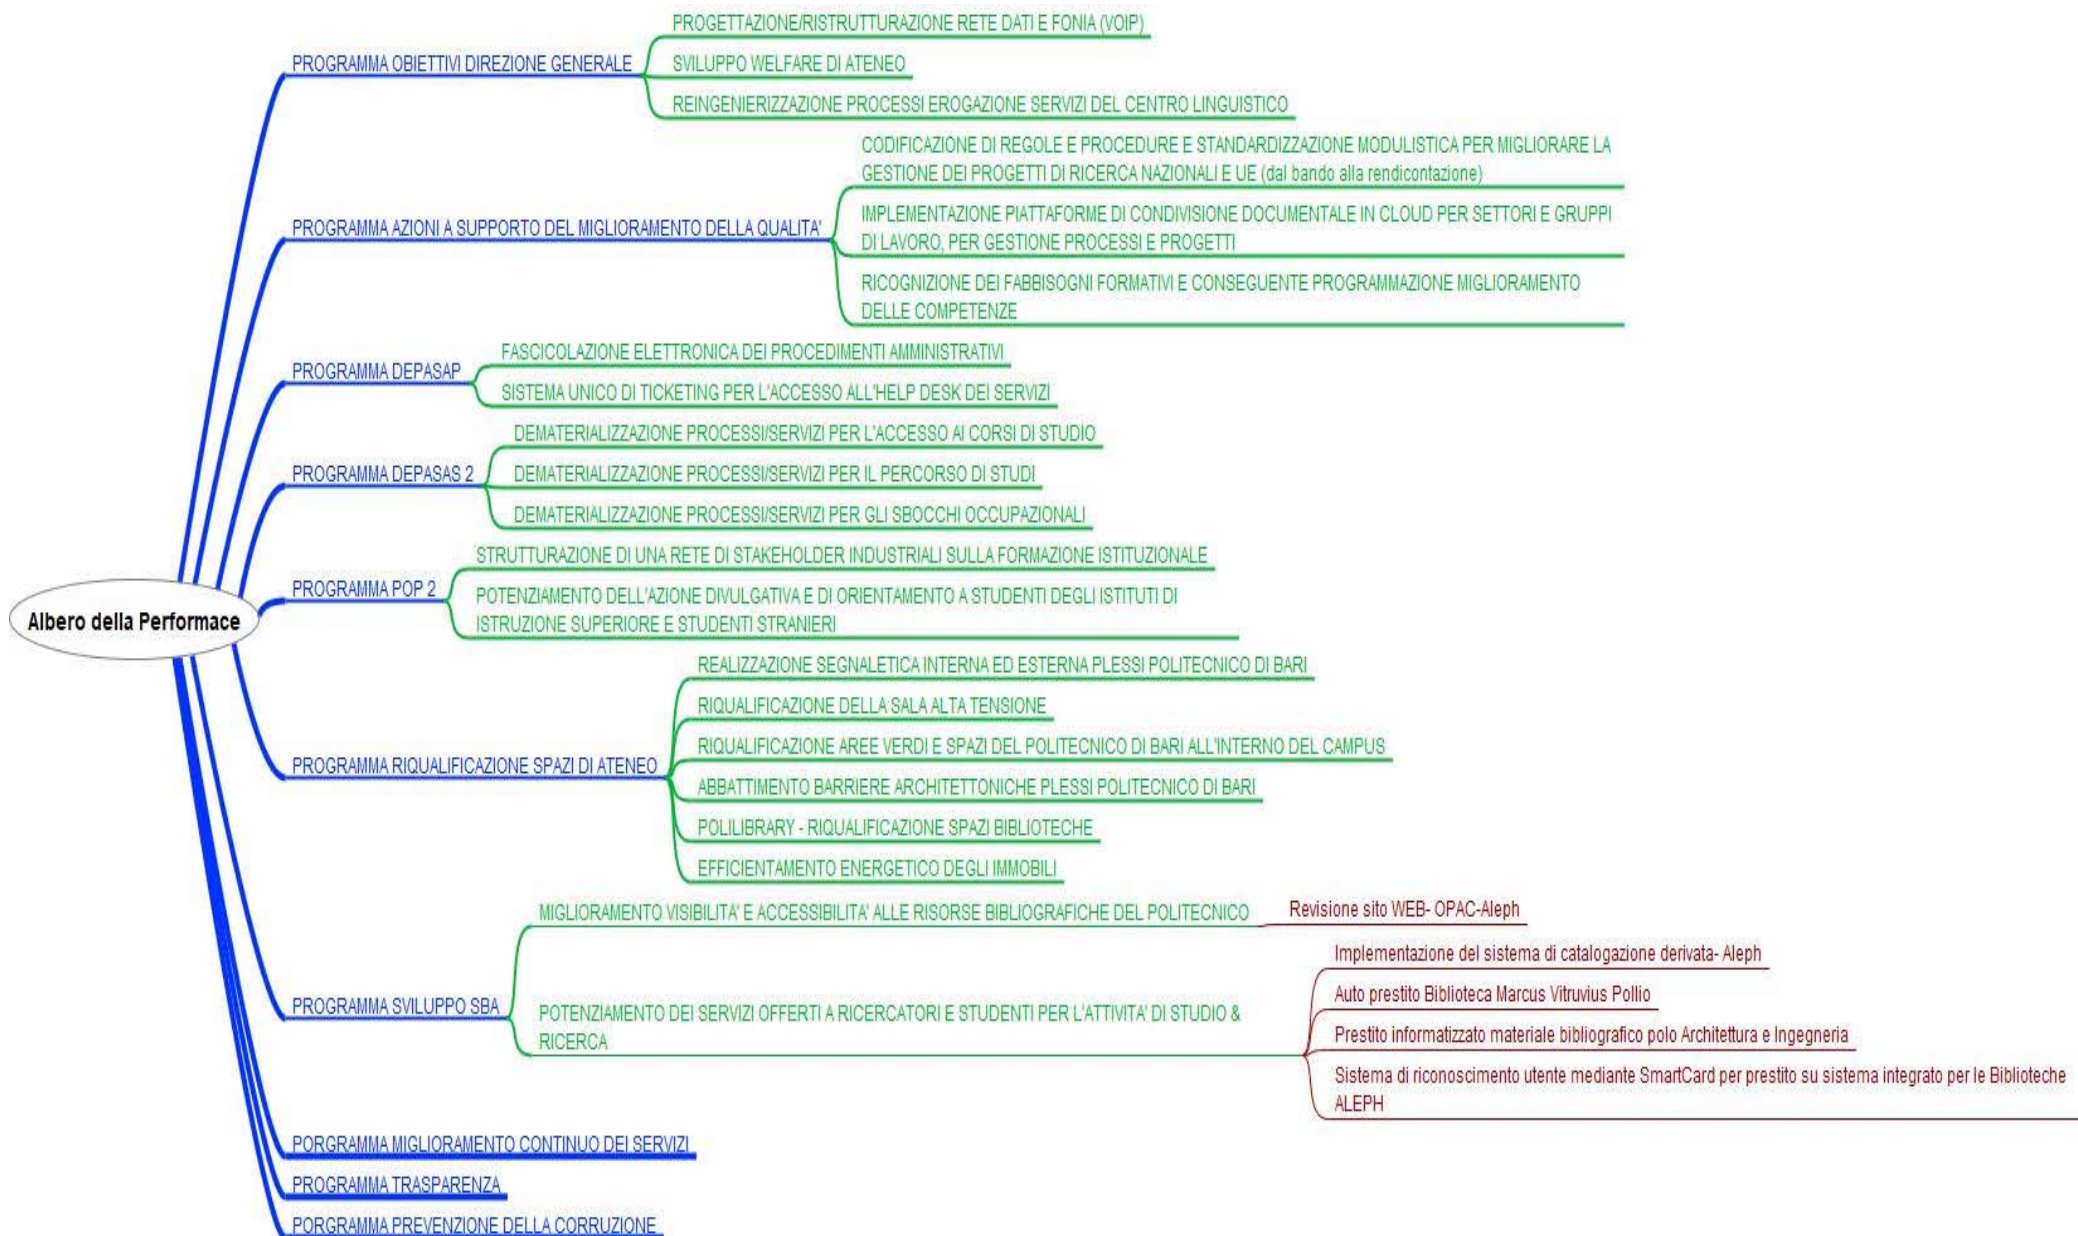 PROGETTAZIONE/RISTRUTTURAZIONE RETE DATI E FONIA (VOIP)
PROGRAMMA OBIETTIVI DIREZIONE GENERALE
SVILUPPO WELFARE DI ATENEO
REINGENIERIZZAZIONE PROCESSI EROGAZIONE SERVIZI DEL CENTRO LINGUISTICO
CODIFICAZIONE DI REGOLE E PROCEDURE E STANDARDIZZAZIONE MODULISTICA PER MIGLIORARE LA
GESTIONE DEI PROGETTI DI RICERCA NAZIONALI E UE (dal bando alla rendicontazione)
PROGRAMMA AZIONI A SUPPORTO DEL MIGLIORAMENTO DELLA QUALITA'
IMPLEMENTAZIONE PIATTAFORME DI CONDIVISIONE DOCUMENTALE IN CLOUD PER SETTORI E GRUPPI
DI LAVORO, PER GESTIONE PROCESSI E PROGETTI
RICOGNIZIONE DEI FABBISOGNI FORMATIVI E CONSEGUENTE PROGRAMMAZIONE MIGLIORAMENTO
DELLE COMPETENZE
PROGRAMMA DEPASAP
FASCICOLAZIONE ELETTRONICA DEI PROCEDIMENTI AMMINISTRATIVI
SISTEMA UNICO DI TICKETING PER L'ACCESSO ALL'HELP DESK DEI SERVIZI
PROGRAMMA DEPASAS 2
DEMATERIALIZZAZIONE PROCESSI/SERVIZI PER L'ACCESSO AI CORSI DI STUDIO
DEMATERIALIZZAZIONE PROCESSI/SERVIZI PER IL PERCORSO DI STUDI
DEMATERIALIZZAZIONE PROCESSI/SERVIZI PER GLI SBOCCHI OCCUPAZIONALI
PROGRAMMA POP 2
STRUTTURAZIONE DI UNA RETE DI STAKEHOLDER INDUSTRIALI SULLA FORMAZIONE ISTITUZIONALE
POTENZIAMENTO DELL'AZIONE DIVULGATIVA E DI ORIENTAMENTO A STUDENTI DEGLI ISTITUTI DI
ISTRUZIONE SUPERIORE E STUDENTI STRANIERI
Albero della Performace
PROGRAMMA RIQUALIFICAZIONE SPAZI DI ATENEO
REALIZZAZIONE SEGNALETICA INTERNA ED ESTERNA PLESSI POLITECNICO DI BARI
RIQUALIFICAZIONE DELLA SALA ALTA TENSIONE
RIQUALIFICAZIONE AREE VERDI E SPAZI DEL POLITECNICO DI BARI ALL'INTERNO DEL CAMPUS
ABBATTIMENTO BARRIERE ARCHITETTONICHE PLESSI POLITECNICO DI BARI
POLILIBRARY - RIQUALIFICAZIONE SPAZI BIBLIOTECHE
EFFICIENTAMENTO ENERGETICO DEGLI IMMOBILI
PROGRAMMA SVILUPPO SBA
MIGLIORAMENTO VISIBILITA' E ACCESSIBILITA' ALLE RISORSE BIBLIOGRAFICHE DEL POLITECNICO
Revisione sito WEB- OPAC-Aleph
POTENZIAMENTO DEI SERVIZI OFFERTI A RICERCATORI E STUDENTI PER L'ATTIVITA' DI STUDIO &
RICERCA
Implementazione del sistema di catalogazione derivata- Aleph
Auto prestito Biblioteca Marcus Vitruvius Pollio
Prestito informatizzato materiale bibliografico polo Architettura e Ingegneria
Sistema di riconoscimento utente mediante SmartCard per prestito su sistema integrato per le Biblioteche
ALEPH
PORGRAMMA MIGLIORAMENTO CONTINUO DEI SERVIZI
PROGRAMMA TRASPARENZA
PORGRAMMA PREVENZIONE DELLA CORRUZIONE